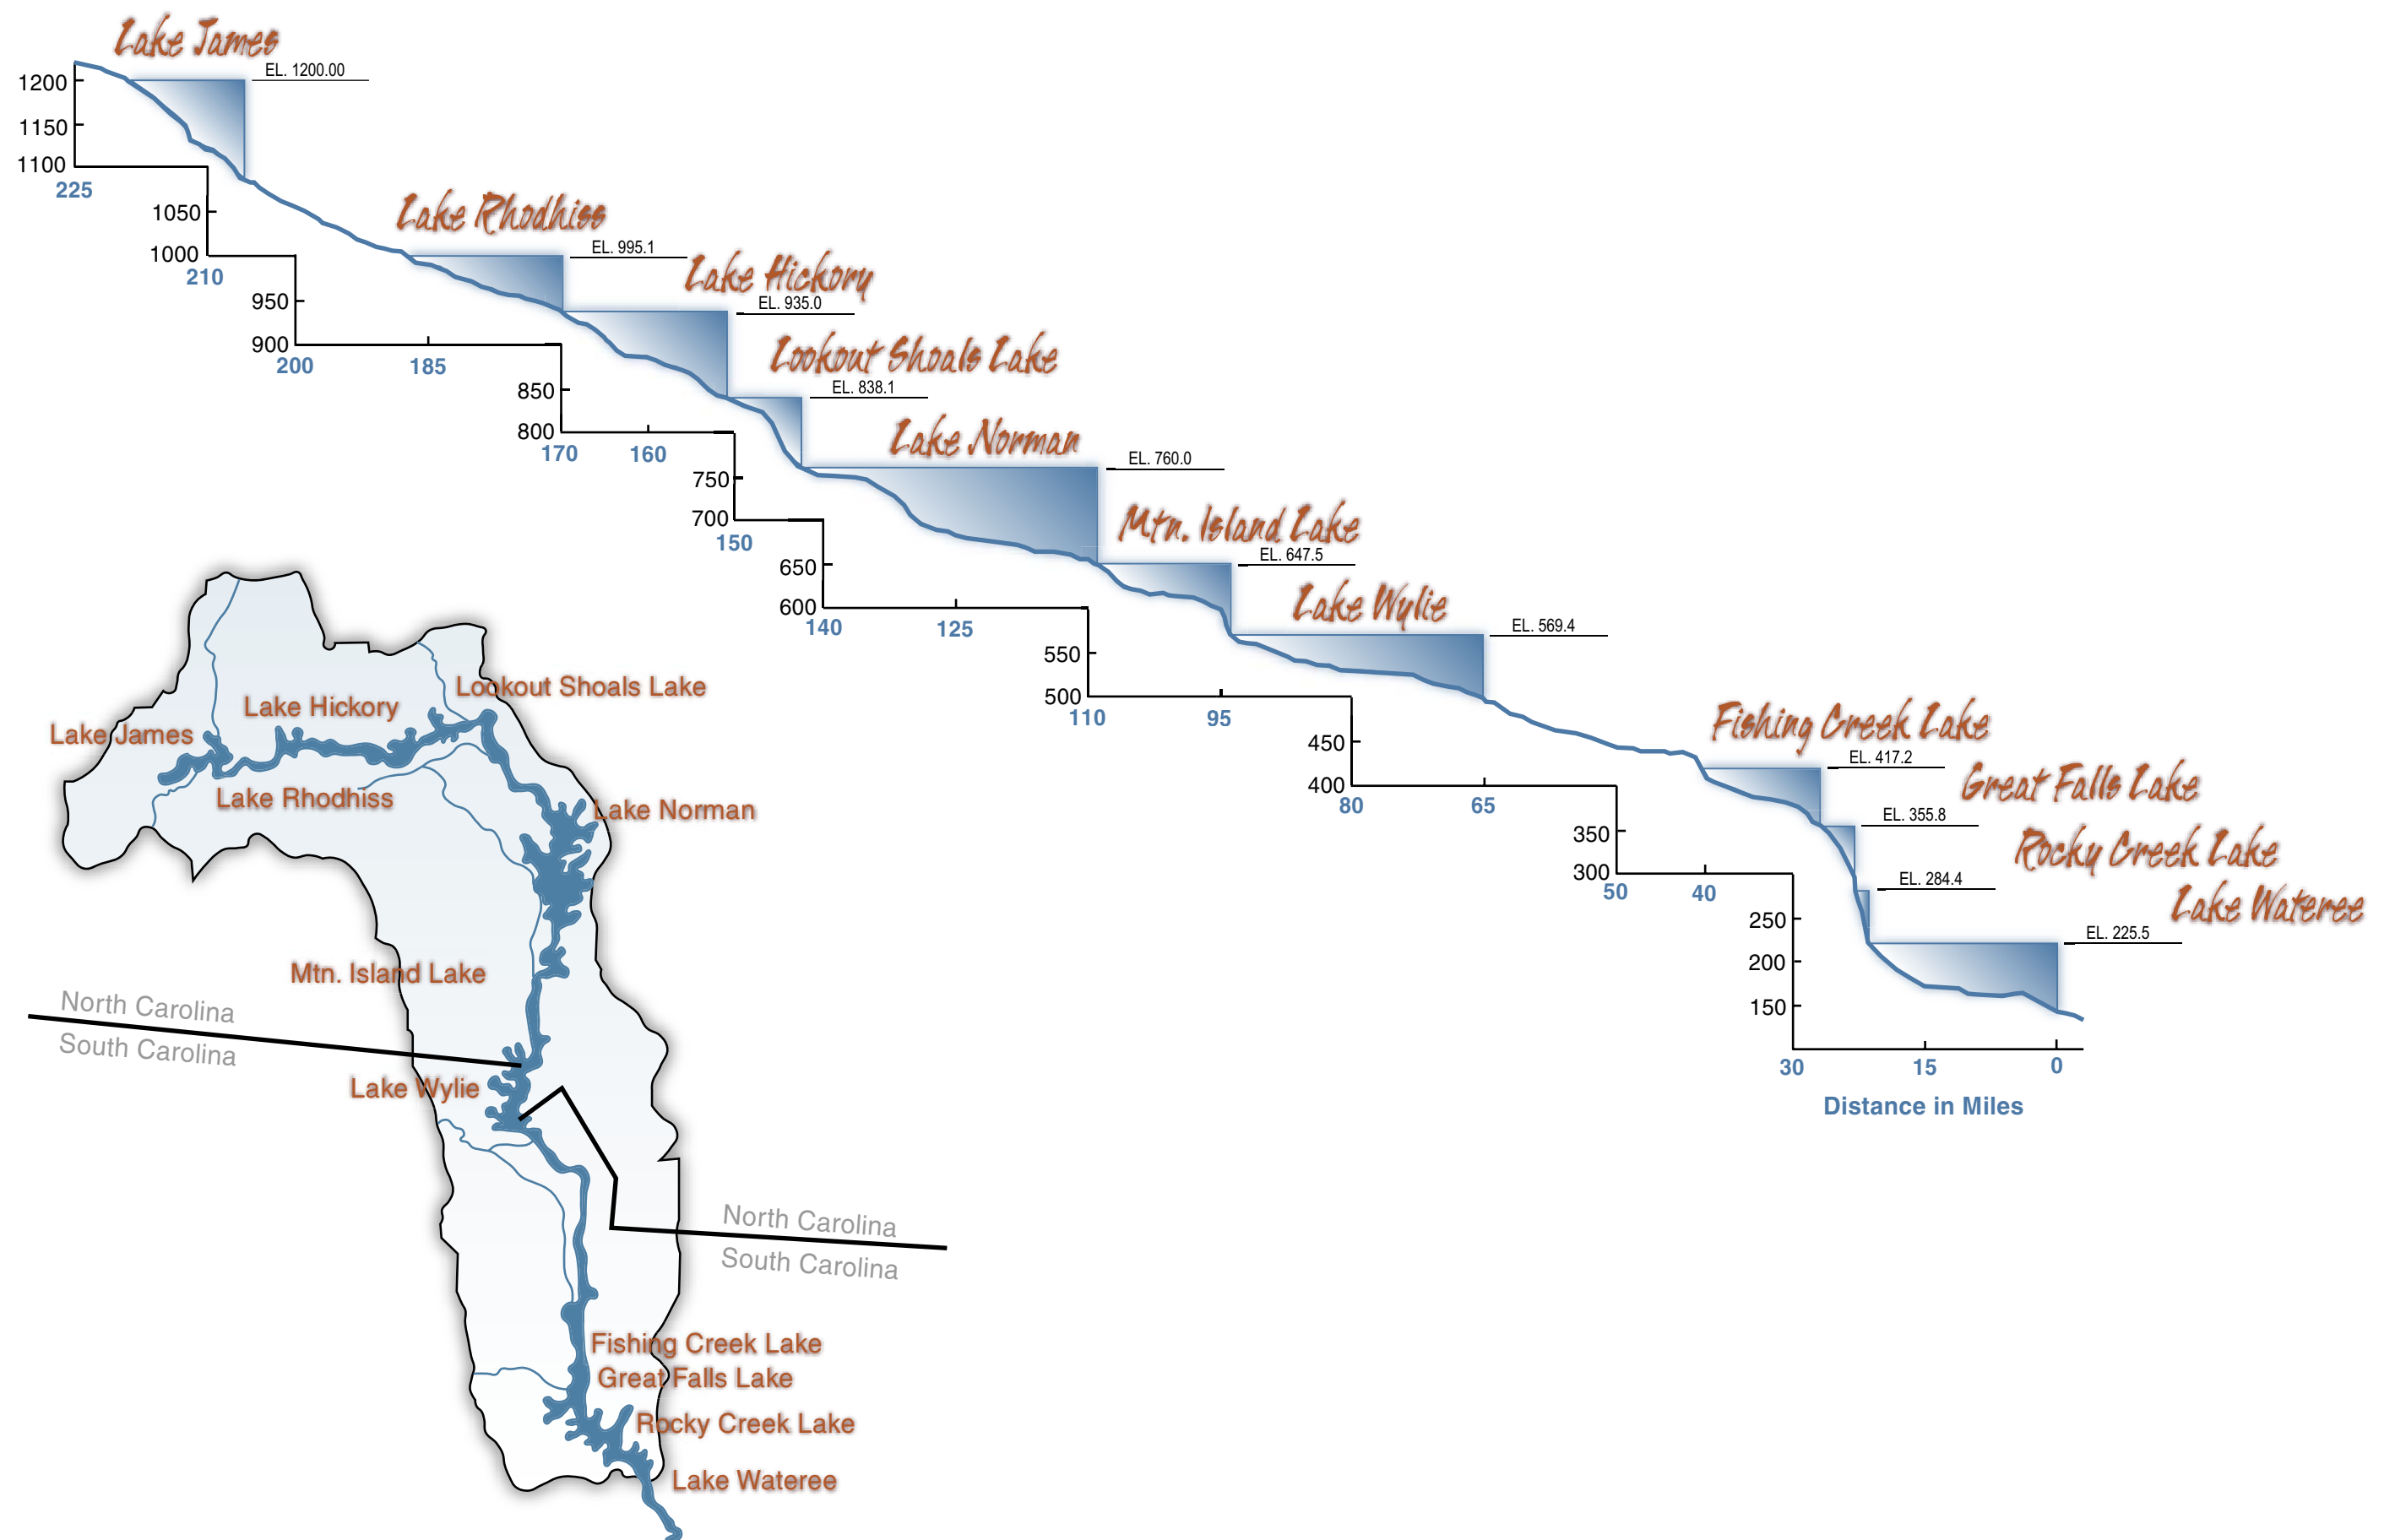 Lake James
EL. 1200.00
1200
1150
1100
225
Lake Rhodhiss
1050
EL. 995.1
1000
210
Lake Hickory
950
EL. 935.0
900
200
185
Lookout Shoals Lake
850
EL. 838.1
800
170
160
Lake Norman
EL. 760.0
750
700
150
Mtn. Island Lake
EL. 647.5
650
600
140
125
Lake Wylie
EL. 569.4
550
500
110
95
Fishing Creek Lake
450
EL. 417.2
400
80
65
Great Falls Lake
EL. 355.8
350
300
50
40
Rocky Creek Lake
EL. 284.4
Lake Wateree
250
EL. 225.5
200
150
30
15
0
Distance in Miles
Lookout Shoals Lake
Lake Hickory
Lake James
Lake Rhodhiss
Lake Norman
Mtn. Island Lake
North Carolina
South Carolina
Lake Wylie
North Carolina
South Carolina
Fishing Creek Lake
Great Falls Lake
Rocky Creek Lake
Lake Wateree